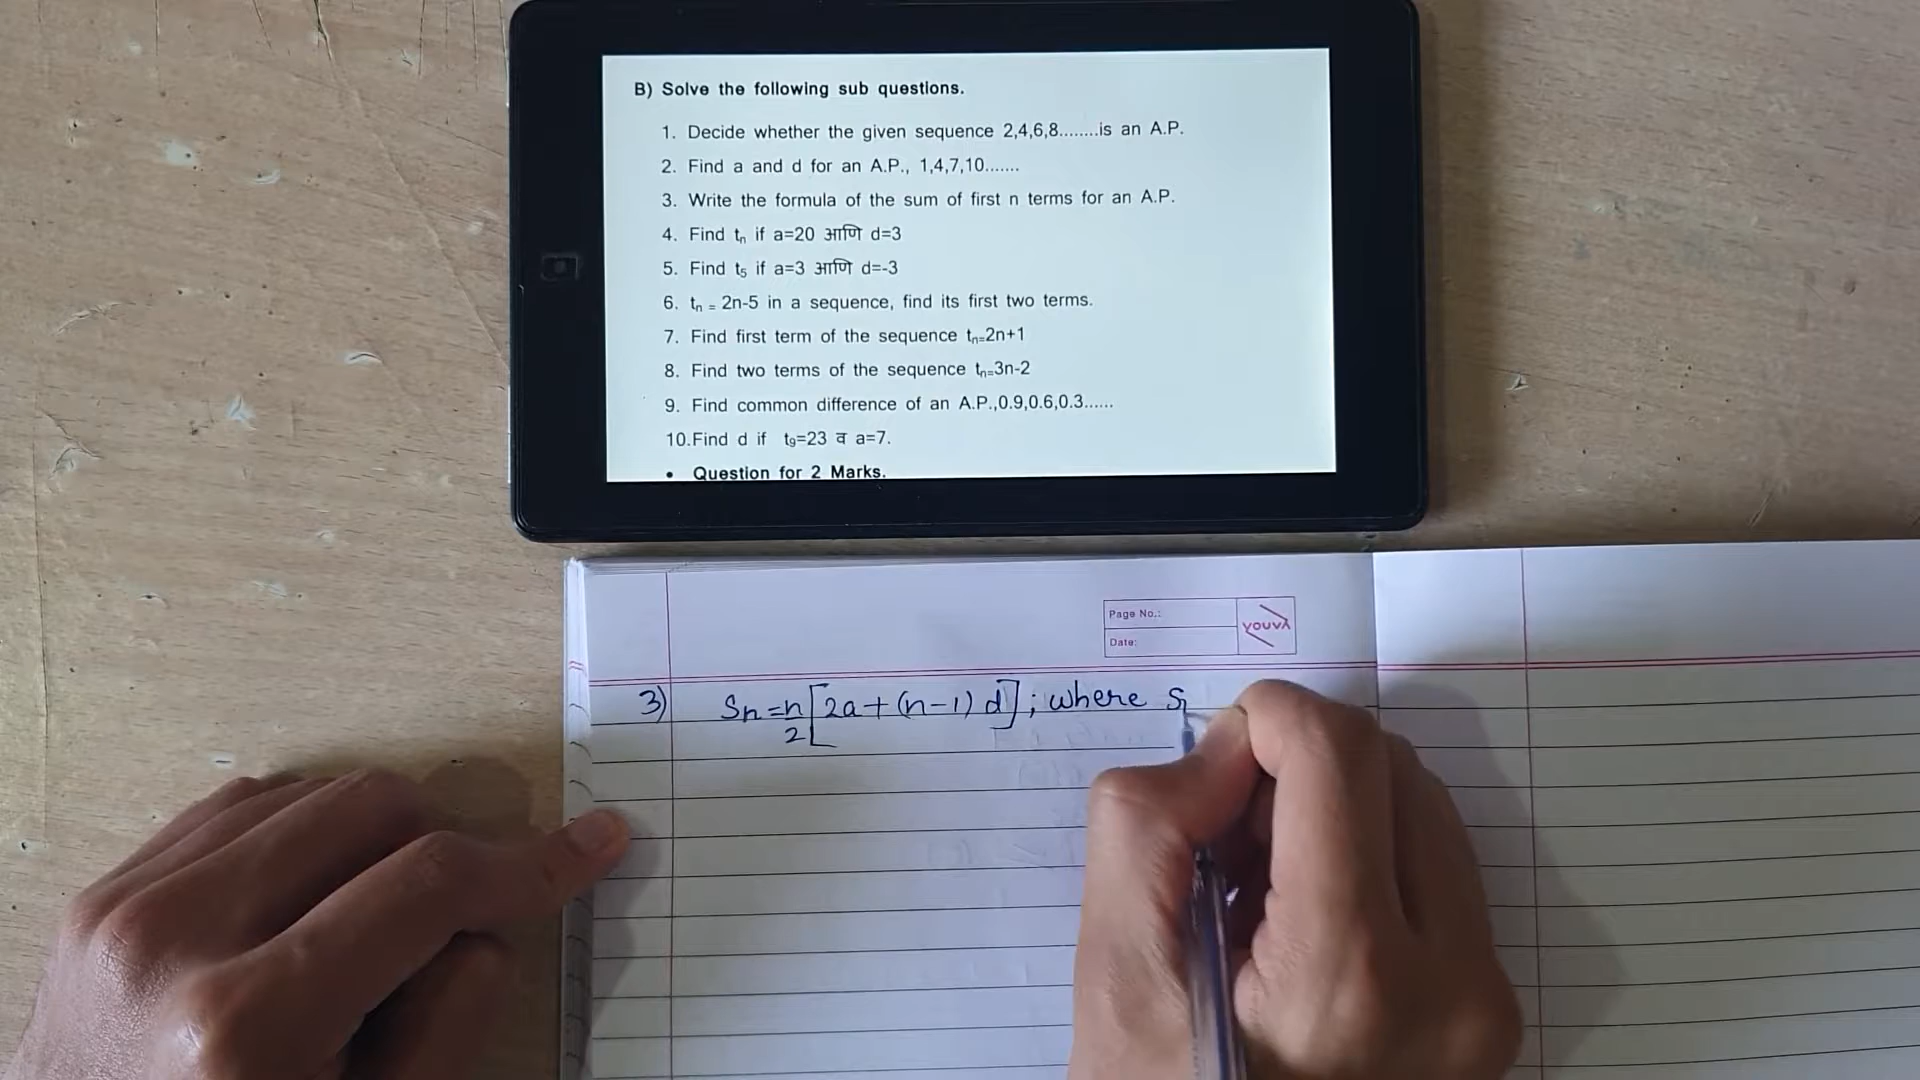 B) Solve the following sub questions.
1. Decide whether the given sequence 2,4,6,8........is an A.P.
2. Find a and d for an A.P., 1,4,7,10.......
3. Write the formula of the sum of first n terms for an A.P.
4. Find tn if a=20 आणि d=3
5. Find t5 if a=3 आणि d=-3
6. tn = 2n-5 in a sequence, find its first two terms.
7. Find first term of the sequence tn=2n+1
8. Find two terms of the sequence tn=3n-2
9. Find common difference of an A.P.,0.9,0.6,0.3......
10.Find d if t9=23 व a=7.
• Question for 2 Marks.
Page No.:
Date:
YOUVA
3) Sn = n/2 [2a + (n-1) d] ; where S